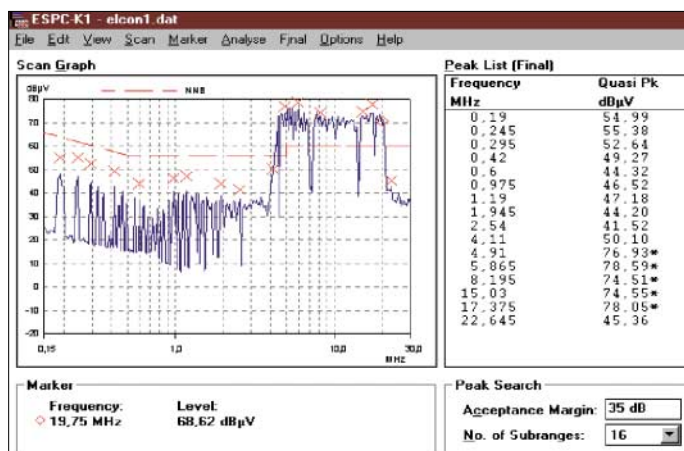 ESPC-K1 - elcon1.dat
File Edit View Scan Marker Analyse Final Options Help
Scan Graph
dBµV
NNB
80
70
60
50
40
30
20
10
0
-10
-20
0,15 1,0 10,0 30,0
MHz
Peak List (Final)
Frequency Quasi Pk
MHz dBµV
0,19 54,99
0,245 55,38
0,295 52,64
0,42 49,27
0,6 44,32
0,975 46,52
1,19 47,18
1,945 44,20
2,54 41,52
4,11 50,10
4,91 76,93*
5,865 78,59*
8,195 74,51*
15,03 74,55*
17,375 78,05*
22,645 45,36
Marker
Frequency: Level:
19,75 MHz 68,62 dBµV
Peak Search
Acceptance Margin: 35 dB
No. of Subranges: 16